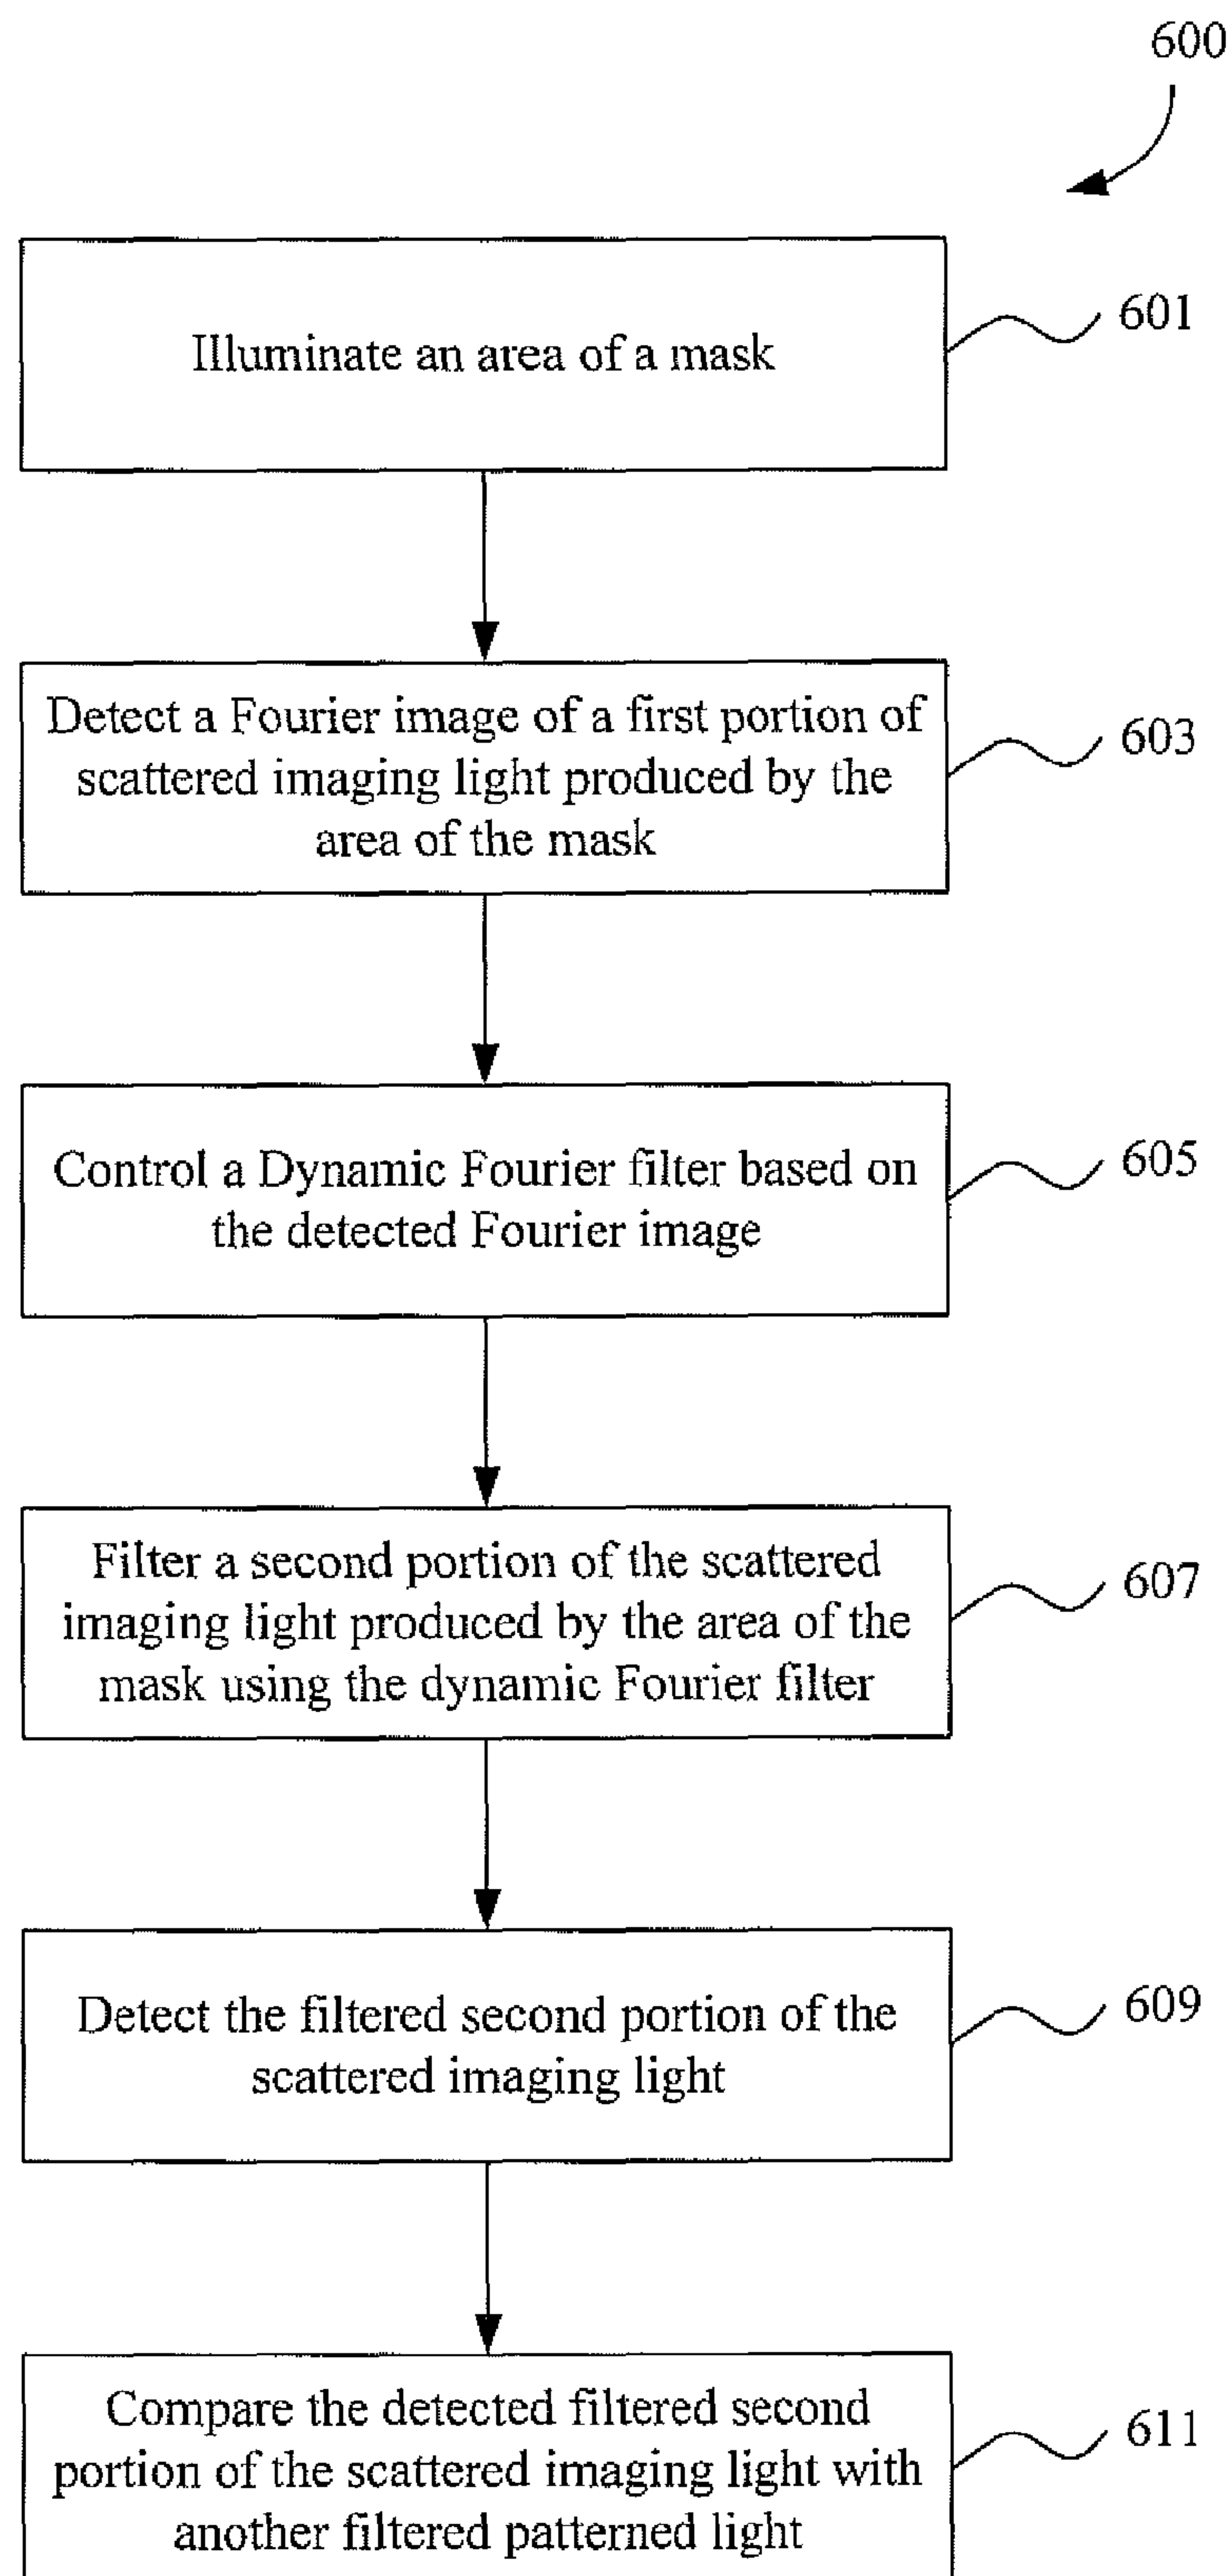 600
Illuminate an area of a mask
601
Detect a Fourier image of a first portion of
scattered imaging light produced by the
area of the mask
603
Control a Dynamic Fourier filter based on
the detected Fourier image
605
Filter a second portion of the scattered
imaging light produced by the area of the
mask using the dynamic Fourier filter
607
Detect the filtered second portion of the
scattered imaging light
609
Compare the detected filtered second
portion of the scattered imaging light with
another filtered patterned light
611